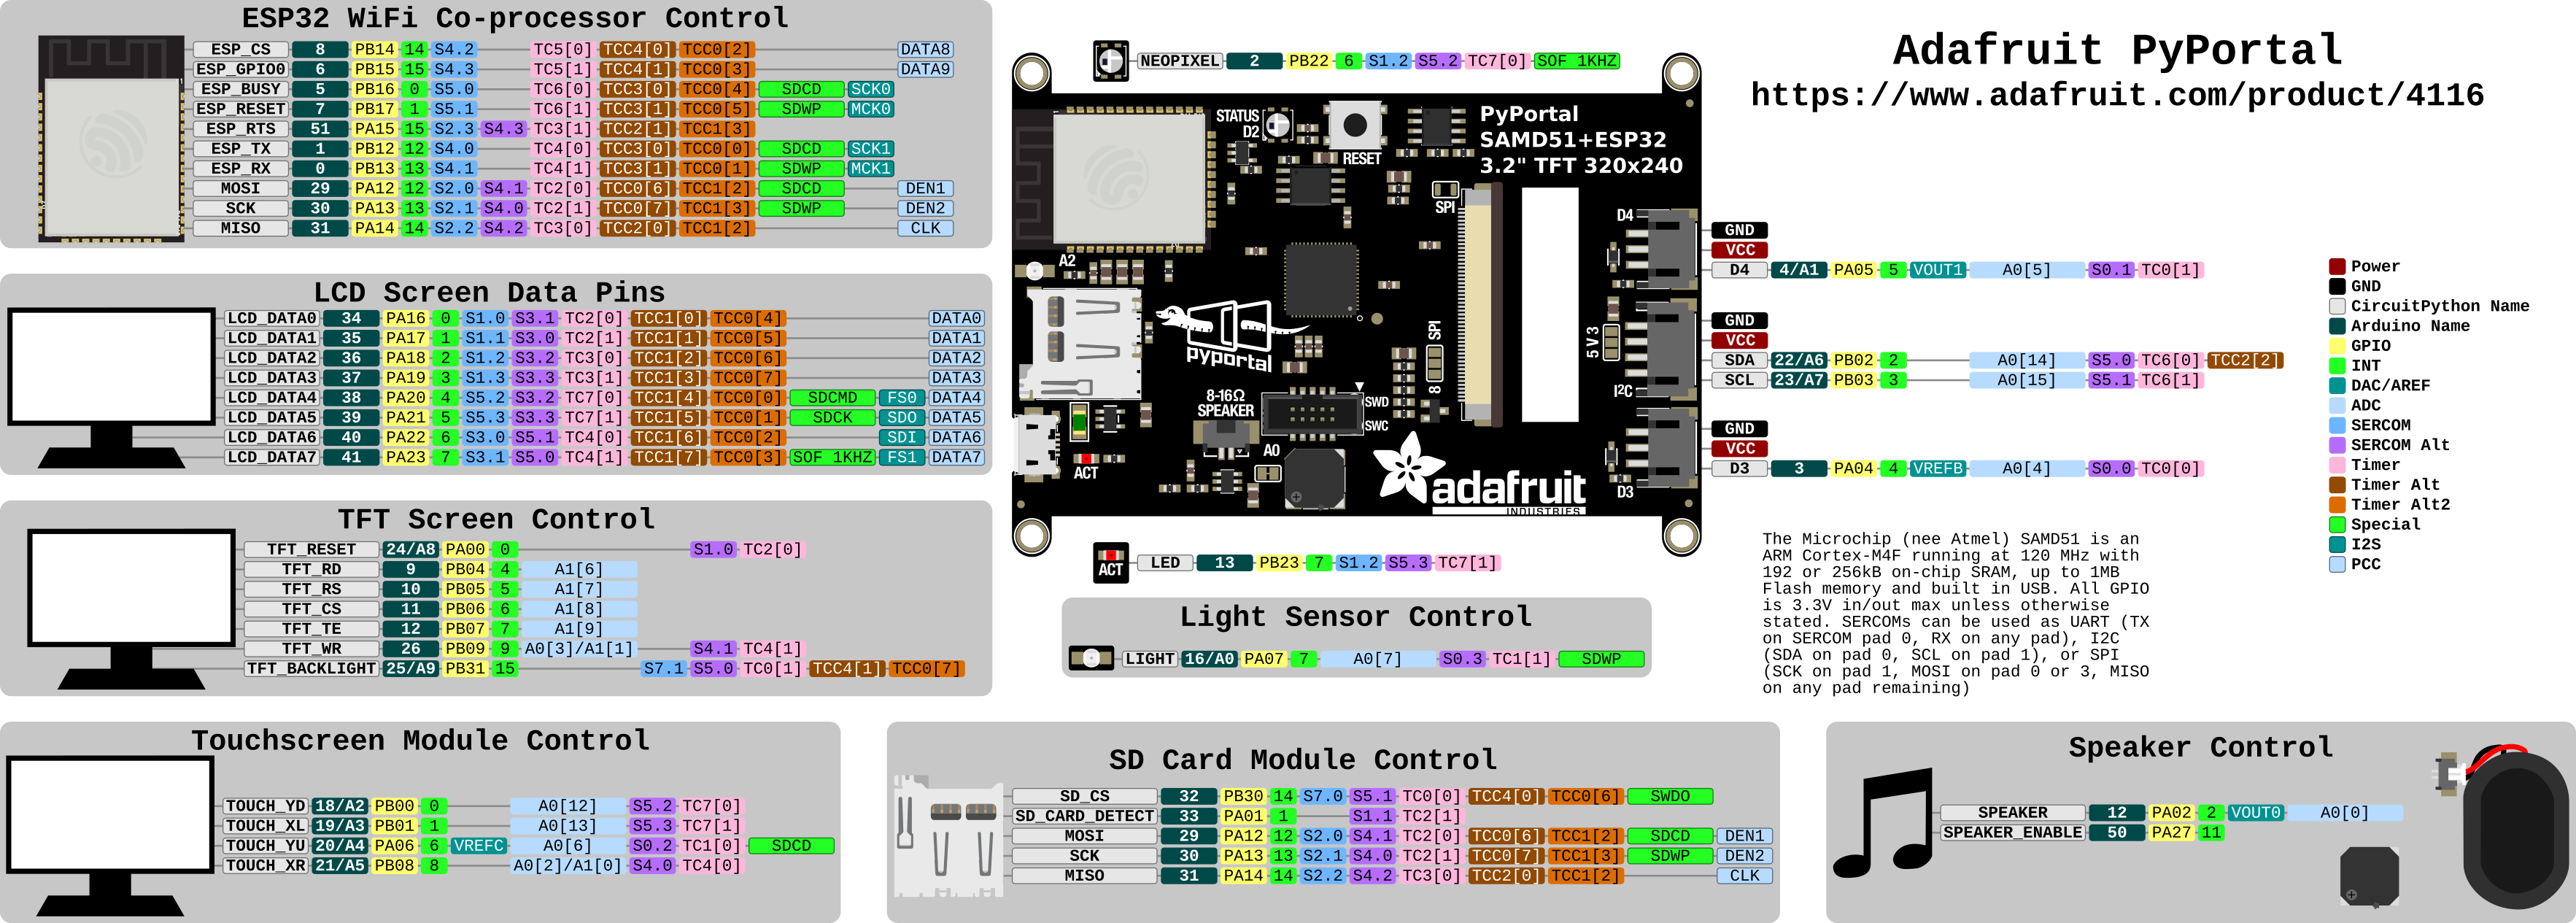 ESP32 WiFi Co-processor Control
ESP_CS 8 PB14 14 S4.2 TC5[0] TCC4[0] TCC0[2] DATA8
ESP_GPIO0 6 PB15 15 S4.3 TC5[1] TCC4[1] TCC0[3] DATA9
ESP_BUSY 5 PB16 0 S5.0 TC6[0] TCC3[0] TCC0[4] SDCD SCK0
ESP_RESET 7 PB17 1 S5.1 TC6[1] TCC3[1] TCC0[5] SDWP MCK0
ESP_RTS 51 PA15 15 S2.3 S4.3 TC3[1] TCC2[1] TCC1[3]
ESP_TX 1 PB12 12 S4.0 TC4[0] TCC3[0] TCC0[0] SDCD SCK1
ESP_RX 0 PB13 13 S4.1 TC4[1] TCC3[1] TCC0[1] SDWP MCK1
MOSI 29 PA12 12 S2.0 S4.1 TC2[0] TCC0[6] TCC1[2] SDCD DEN1
SCK 30 PA13 13 S2.1 S4.0 TC2[1] TCC0[7] TCC1[3] SDWP DEN2
MISO 31 PA14 14 S2.2 S4.2 TC3[0] TCC2[0] TCC1[2] CLK
LCD Screen Data Pins
LCD_DATA0 34 PA16 0 S1.0 S3.1 TC2[0] TCC1[0] TCC0[4] DATA0
LCD_DATA1 35 PA17 1 S1.1 S3.0 TC2[1] TCC1[1] TCC0[5] DATA1
LCD_DATA2 36 PA18 2 S1.2 S3.2 TC3[0] TCC1[2] TCC0[6] DATA2
LCD_DATA3 37 PA19 3 S1.3 S3.3 TC3[1] TCC1[3] TCC0[7] DATA3
LCD_DATA4 38 PA20 4 S5.2 S3.2 TC7[0] TCC1[4] TCC0[0] SDCMD FS0 DATA4
LCD_DATA5 39 PA21 5 S5.3 S3.3 TC7[1] TCC1[5] TCC0[1] SDCK SDO DATA5
LCD_DATA6 40 PA22 6 S3.0 S5.1 TC4[0] TCC1[6] TCC0[2] SDI DATA6
LCD_DATA7 41 PA23 7 S3.1 S5.0 TC4[1] TCC1[7] TCC0[3] SOF 1KHZ FS1 DATA7
TFT Screen Control
TFT_RESET 24/A8 PA00 0 S1.0 TC2[0]
TFT_RD 9 PB04 4 A1[6]
TFT_RS 10 PB05 5 A1[7]
TFT_CS 11 PB06 6 A1[8]
TFT_TE 12 PB07 7 A1[9]
TFT_WR 26 PB09 9 A0[3]/A1[1] S4.1 TC4[1]
TFT_BACKLIGHT 25/A9 PB31 15 S7.1 S5.0 TC0[1] TCC4[1] TCC0[7]
Touchscreen Module Control
TOUCH_YD 18/A2 PB00 0 A0[12] S5.2 TC7[0]
TOUCH_XL 19/A3 PB01 1 A0[13] S5.3 TC7[1]
TOUCH_YU 20/A4 PA06 6 VREFC A0[6] S0.2 TC1[0] SDCD
TOUCH_XR 21/A5 PB08 8 A0[2]/A1[0] S4.0 TC4[0]
NEOPIXEL 2 PB22 6 S1.2 S5.2 TC7[0] SOF 1KHZ
STATUS
D2
RESET
PyPortal
SAMD51+ESP32
3.2" TFT 320x240
SPI
D4
A2
pyportal
5 V 3
8 SPI
I²C
8-16Ω
SPEAKER
SWD
SWC
A0
ACT
adafruit
INDUSTRIES
D3
ACT
LED 13 PB23 7 S1.2 S5.3 TC7[1]
Light Sensor Control
LIGHT 16/A0 PA07 7 A0[7] S0.3 TC1[1] SDWP
SD Card Module Control
SD_CS 32 PB30 14 S7.0 S5.1 TC0[0] TCC4[0] TCC0[6] SWDO
SD_CARD_DETECT 33 PA01 1 S1.1 TC2[1]
MOSI 29 PA12 12 S2.0 S4.1 TC2[0] TCC0[6] TCC1[2] SDCD DEN1
SCK 30 PA13 13 S2.1 S4.0 TC2[1] TCC0[7] TCC1[3] SDWP DEN2
MISO 31 PA14 14 S2.2 S4.2 TC3[0] TCC2[0] TCC1[2] CLK
Adafruit PyPortal
https://www.adafruit.com/product/4116
GND
VCC
D4 4/A1 PA05 5 VOUT1 A0[5] S0.1 TC0[1]
GND
VCC
SDA 22/A6 PB02 2 A0[14] S5.0 TC6[0] TCC2[2]
SCL 23/A7 PB03 3 A0[15] S5.1 TC6[1]
GND
VCC
D3 3 PA04 4 VREFB A0[4] S0.0 TC0[0]
Power
GND
CircuitPython Name
Arduino Name
GPIO
INT
DAC/AREF
ADC
SERCOM
SERCOM Alt
Timer
Timer Alt
Timer Alt2
Special
I2S
PCC
The Microchip (nee Atmel) SAMD51 is an
ARM Cortex-M4F running at 120 MHz with
192 or 256kB on-chip SRAM, up to 1MB
Flash memory and built in USB. All GPIO
is 3.3V in/out max unless otherwise
stated. SERCOMs can be used as UART (TX
on SERCOM pad 0, RX on any pad), I2C
(SDA on pad 0, SCL on pad 1), or SPI
(SCK on pad 1, MOSI on pad 0 or 3, MISO
on any pad remaining)
Speaker Control
SPEAKER 12 PA02 2 VOUT0 A0[0]
SPEAKER_ENABLE 50 PA27 11